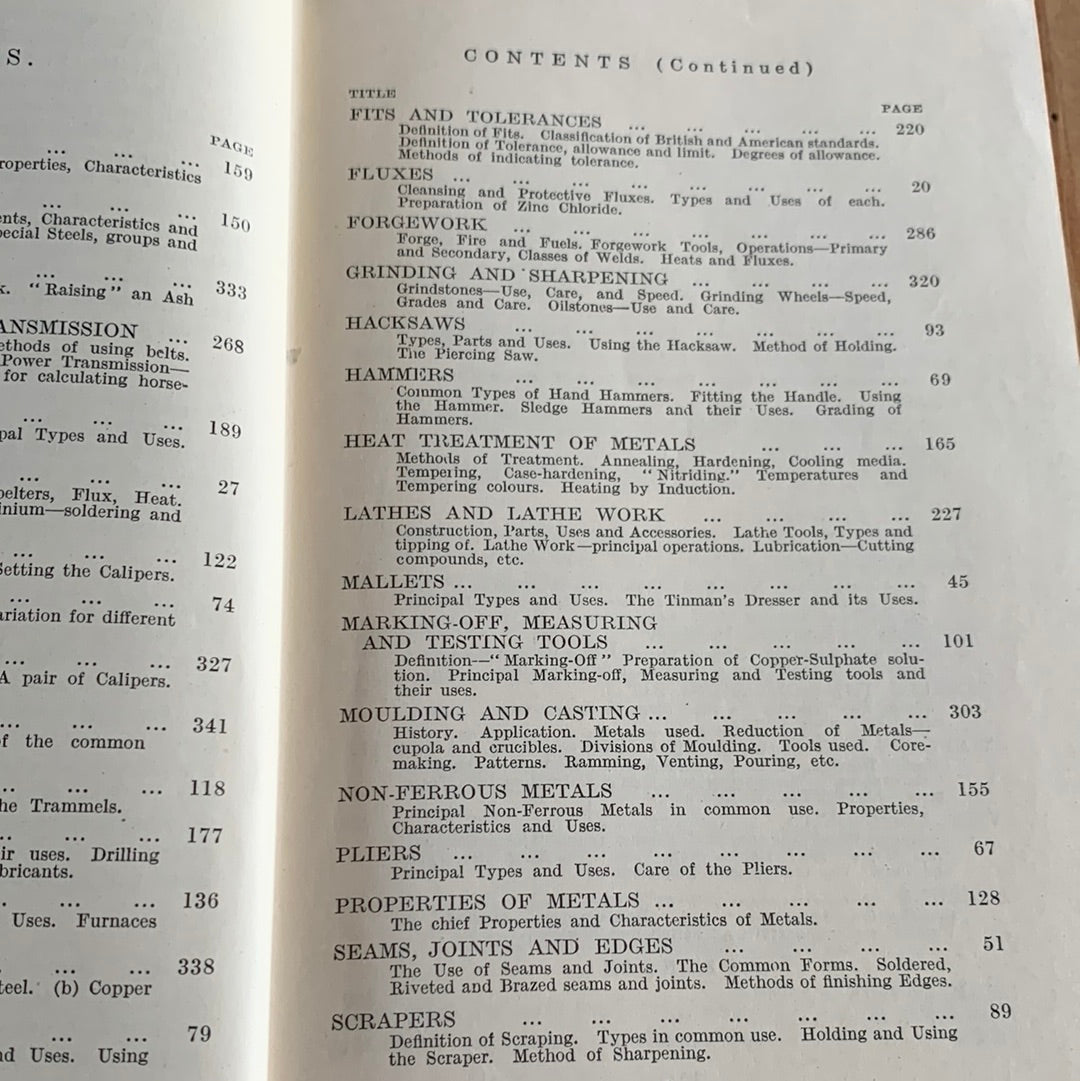 S.
PAGE
... ... ...
Properties, Characteristics 159
... ... ...
Characteristics and 150
Special Steels, groups and
... ... ...
"Raising" an Ash 333
TRANSMISSION ... 268
Methods of using belts.
Power Transmission—
for calculating horse-
... ... ... 189
Types and Uses.
... ... ... 27
Spelters, Flux, Heat.
soldering and
... ... ... 122
Setting the Calipers.
... ... ... 74
variation for different
... ... ... 327
A pair of Calipers.
... ... ... 341
of the common
... ... ... 118
the Trammels.
... ... ... 177
uses. Drilling
... ... 136
Uses. Furnaces
... ... 338
(b) Copper
... ... 79
Uses. Using
CONTENTS (Continued)
TITLE PAGE
FITS AND TOLERANCES ... ... ... ... ... 220
Definition of Fits. Classification of British and American standards.
Definition of Tolerance, allowance and limit. Degrees of allowance.
Methods of indicating tolerance.
FLUXES ... ... ... ... ... ... ... ... 20
Cleansing and Protective Fluxes. Types and Uses of each.
Preparation of Zinc Chloride.
FORGEWORK ... ... ... ... ... ... ... 286
Forge, Fire and Fuels. Forgework Tools, Operations—Primary
and Secondary, Classes of Welds. Heats and Fluxes.
GRINDING AND SHARPENING ... ... ... ... 320
Grindstones—Use, Care, and Speed. Grinding Wheels—Speed,
Grades and Care. Oilstones—Use and Care.
HACKSAWS ... ... ... ... ... ... ... 93
Types, Parts and Uses. Using the Hacksaw. Method of Holding.
The Piercing Saw.
HAMMERS ... ... ... ... ... ... ... 69
Common Types of Hand Hammers. Fitting the Handle. Using
the Hammer. Sledge Hammers and their Uses. Grading of
Hammers.
HEAT TREATMENT OF METALS ... ... ... 165
Methods of Treatment. Annealing, Hardening, Cooling media.
Tempering, Case-hardening, "Nitriding." Temperatures and
Tempering colours. Heating by Induction.
LATHES AND LATHE WORK ... ... ... ... 227
Construction, Parts, Uses and Accessories. Lathe Tools, Types and
tipping of. Lathe Work—principal operations. Lubrication—Cutting
compounds, etc.
MALLETS ... ... ... ... ... ... ... ... 45
Principal Types and Uses. The Tinman's Dresser and its Uses.
MARKING-OFF, MEASURING
AND TESTING TOOLS ... ... ... ... ... 101
Definition—"Marking-Off" Preparation of Copper-Sulphate solu-
tion. Principal Marking-off, Measuring and Testing tools and
their uses.
MOULDING AND CASTING ... ... ... ... ... 303
History. Application. Metals used. Reduction of Metals—
cupola and crucibles. Divisions of Moulding. Tools used. Core-
making. Patterns. Ramming, Venting, Pouring, etc.
NON-FERROUS METALS ... ... ... ... ... 155
Principal Non-Ferrous Metals in common use. Properties,
Characteristics and Uses.
PLIERS ... ... ... ... ... ... ... ... 67
Principal Types and Uses. Care of the Pliers.
PROPERTIES OF METALS ... ... ... ... ... 128
The chief Properties and Characteristics of Metals.
SEAMS, JOINTS AND EDGES ... ... ... ... 51
The Use of Seams and Joints. The Common Forms. Soldered,
Riveted and Brazed seams and joints. Methods of finishing Edges.
SCRAPERS ... ... ... ... ... ... ... 89
Definition of Scraping. Types in common use. Holding and Using
the Scraper. Method of Sharpening.